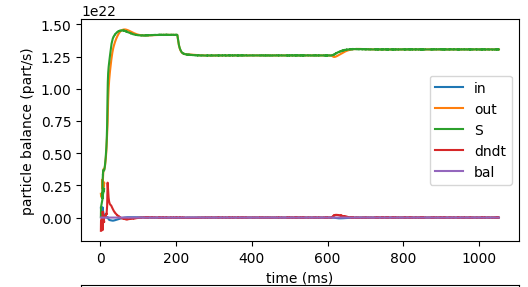 1e22
1.50
1.25
1.00
0.75
0.50
0.25
0.00
particle balance (part/s)
in
out
S
dndt
bal
0 200 400 600 800 1000
time (ms)